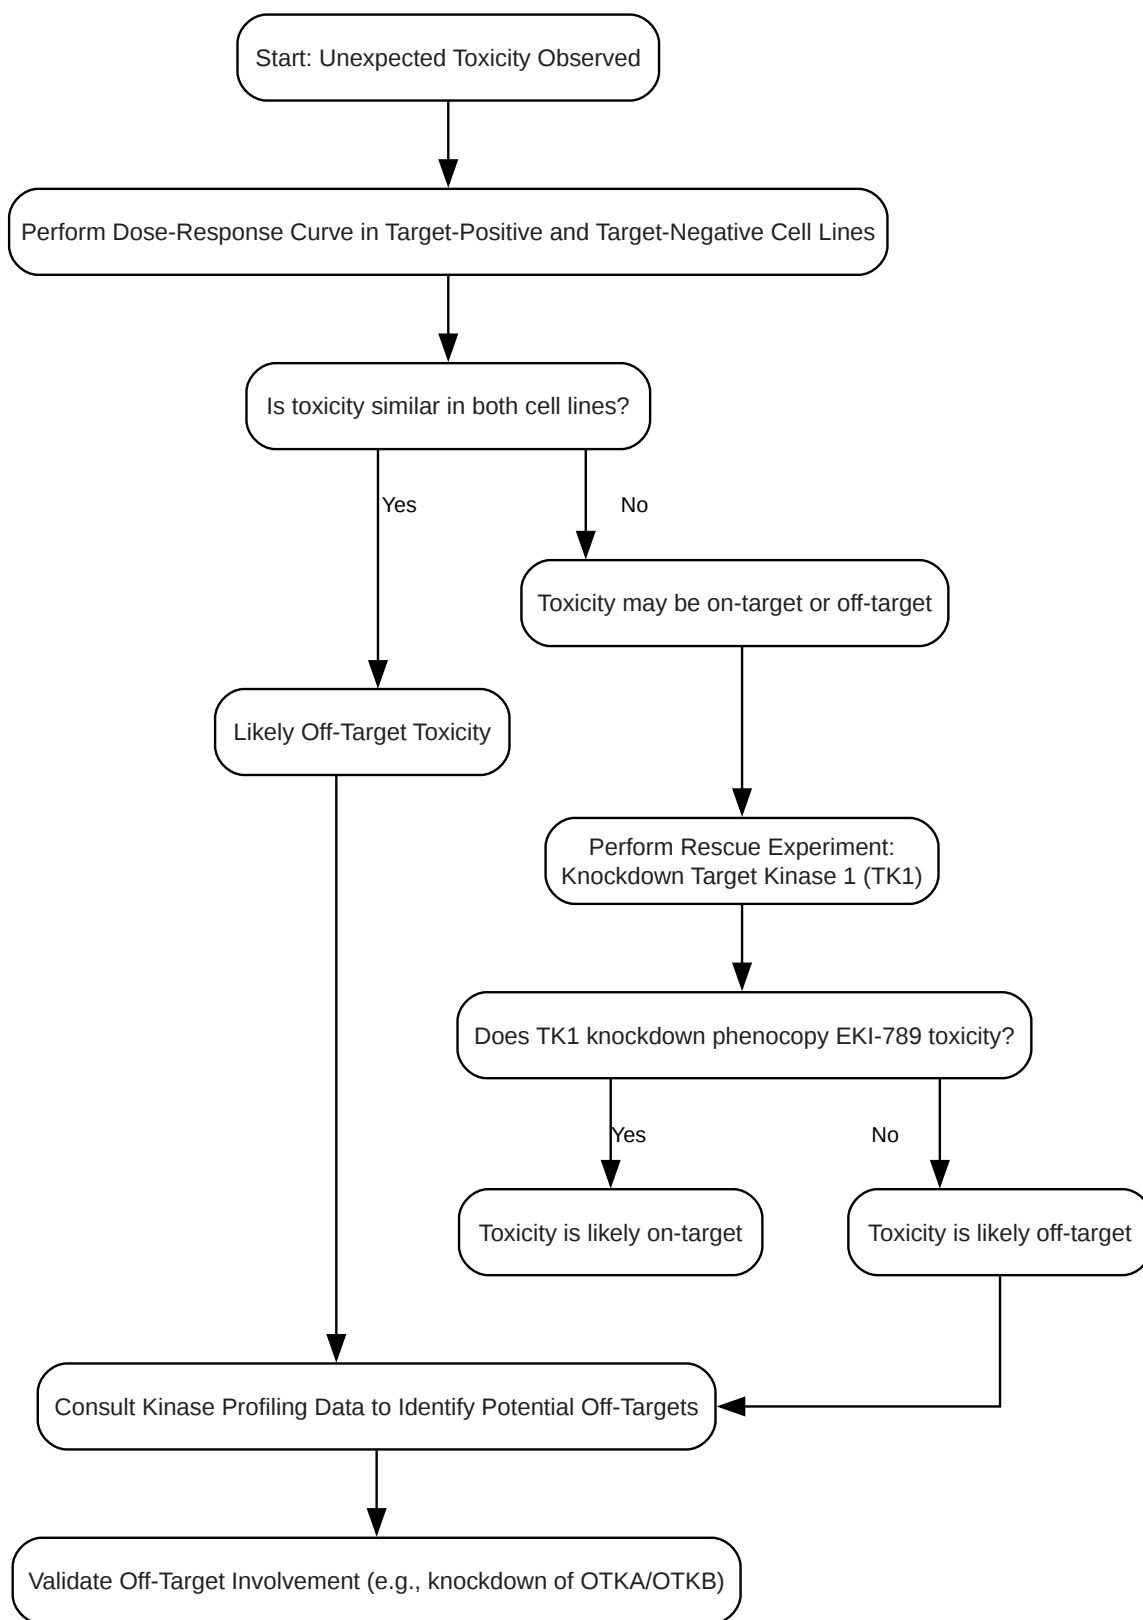 Start: Unexpected Toxicity Observed
Perform Dose-Response Curve in Target-Positive and Target-Negative Cell Lines
Is toxicity similar in both cell lines?
Yes
No
Toxicity may be on-target or off-target
Likely Off-Target Toxicity
Perform Rescue Experiment:
Knockdown Target Kinase 1 (TK1)
Does TK1 knockdown phenocopy EKI-789 toxicity?
Yes
No
Toxicity is likely on-target
Toxicity is likely off-target
Consult Kinase Profiling Data to Identify Potential Off-Targets
Validate Off-Target Involvement (e.g., knockdown of OTKA/OTKB)